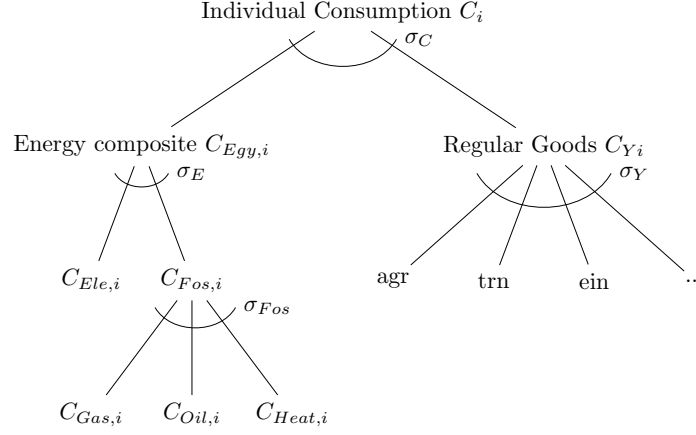 Individual Consumption C_i
σ_C
Energy composite C_{Egy,i}
Regular Goods C_{Yi}
σ_E
σ_Y
C_{Ele,i} C_{Fos,i} agr trn ein ..
σ_{Fos}
C_{Gas,i} C_{Oil,i} C_{Heat,i}